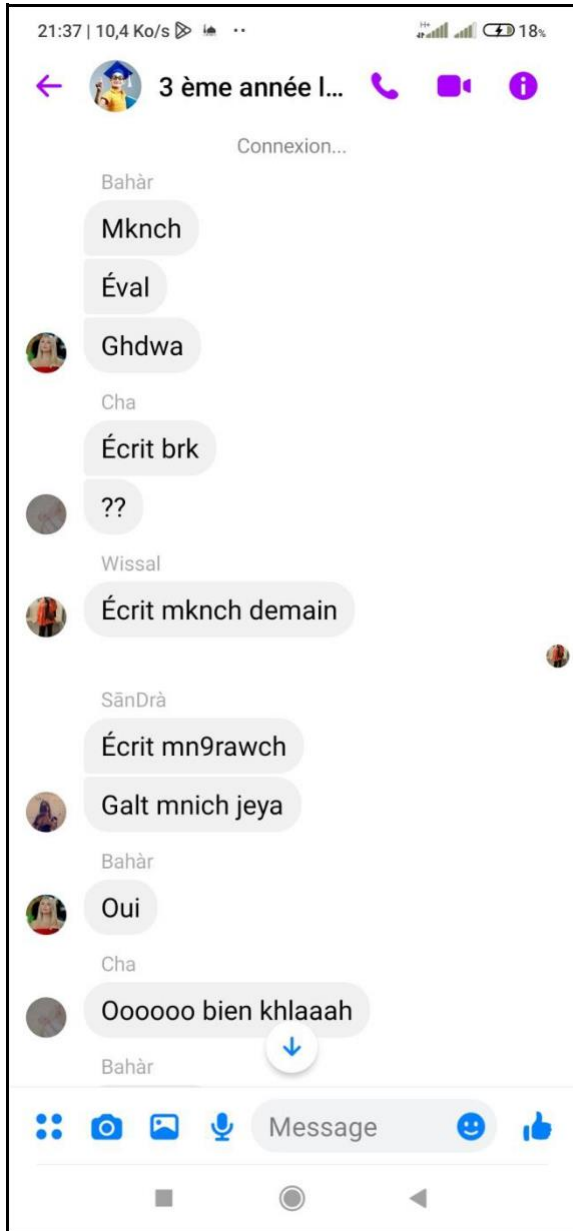 21:37 | 10,4 Ko/s
18%
3 ème année l...
Connexion...
Bahàr
Mknch
Éval
Ghdwa
Cha
Écrit brk
??
Wissal
Écrit mknch demain
SānDrà
Écrit mn9rawch
Galt mnich jeya
Bahàr
Oui
Cha
Oooooo bien khlaaah
Bahàr
Message